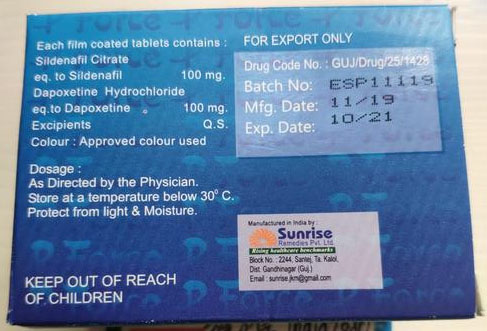 Each film coated tablets contains :
Sildenafil Citrate
eq. to Sildenafil 100 mg.
Dapoxetine Hydrochloride
eq.to Dapoxetine 100 mg.
Excipients Q.S.
Colour : Approved colour used
Dosage :
As Directed by the Physician.
Store at a temperature below 30° C.
Protect from light & Moisture.
KEEP OUT OF REACH
OF CHILDREN
FOR EXPORT ONLY
Drug Code No. : GUJ/Drug/25/1428
Batch No: ESP11119
Mfg. Date: 11/19
Exp. Date: 10/21
Manufactured in India by :
Sunrise
Remedies Pvt. Ltd.
Rising healthcare benchmarks
Block No. : 2244, Santej, Ta. Kalol,
Dist. Gandhinagar (Guj.)
Email : sunrise.jkm@gmail.com